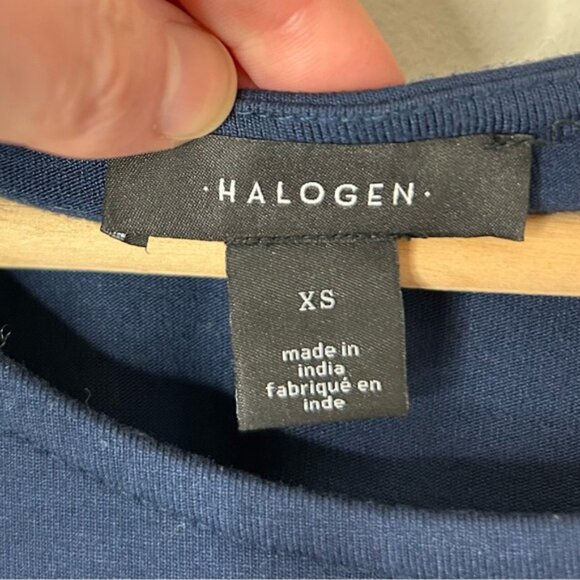 ·HALOGEN·
XS
made in
india
fabriqué en
inde